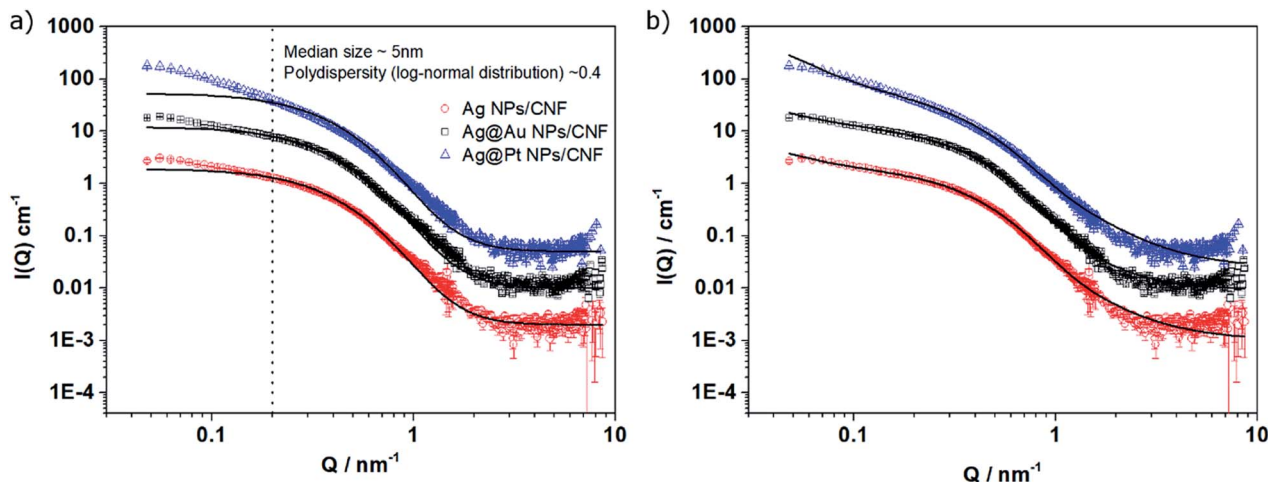 a)
1000
100
10
1
0.1
0.01
1E-3
1E-4
I(Q) cm⁻¹
Median size ~ 5nm
Polydispersity (log-normal distribution) ~0.4
Ag NPs/CNF
Ag@Au NPs/CNF
Ag@Pt NPs/CNF
0.1 1 10
Q / nm⁻¹
b)
1000
100
10
1
0.1
0.01
1E-3
1E-4
I(Q) / cm⁻¹
0.1 1 10
Q / nm⁻¹